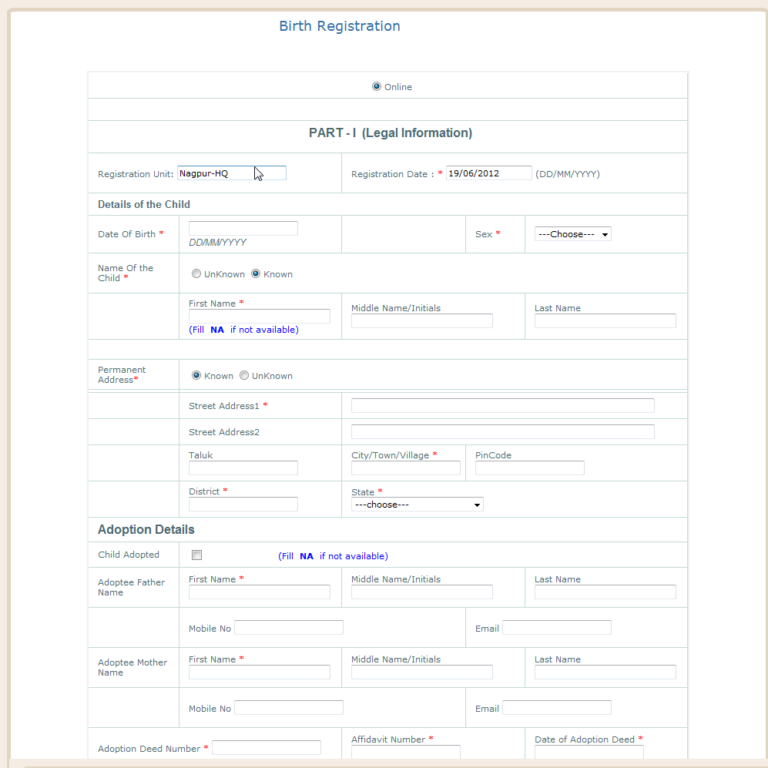 Birth Registration
Online
PART - I (Legal Information)
Registration Unit: Nagpur-HQ Registration Date : * 19/06/2012 (DD/MM/YYYY)
Details of the Child
Date Of Birth * Sex * ---Choose---
DD/MM/YYYY
Name Of the
Child *
UnKnown Known
First Name * Middle Name/Initials Last Name
(Fill NA if not available)
Permanent
Address*
Known UnKnown
Street Address1 *
Street Address2
Taluk City/Town/Village * PinCode
District * State *
---choose---
Adoption Details
Child Adopted (Fill NA if not available)
Adoptee Father
Name
First Name * Middle Name/Initials Last Name
Mobile No Email
Adoptee Mother
Name
First Name * Middle Name/Initials Last Name
Mobile No Email
Adoption Deed Number * Affidavit Number * Date of Adoption Deed *